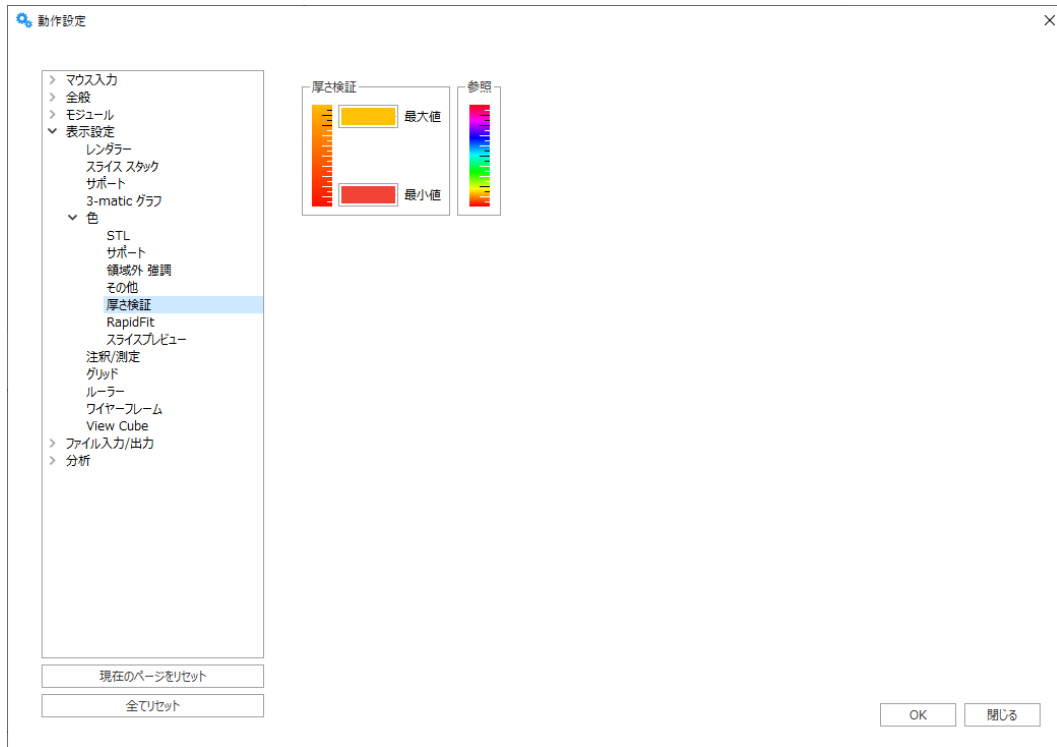 動作設定
マウス入力
全般
モジュール
表示設定
レンダラー
スライス スタック
サポート
3-matic グラフ
色
STL
サポート
領域外 強調
その他
厚さ検証
RapidFit
スライスプレビュー
注釈/測定
グリッド
ルーラー
ワイヤーフレーム
View Cube
ファイル入力/出力
分析
現在のページをリセット
全てリセット
厚さ検証
最大値
最小値
参照
OK
閉じる